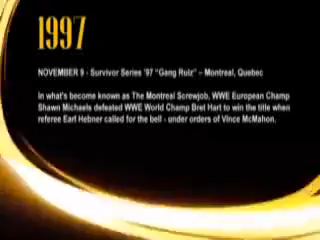 1997
NOVEMBER 9 - Survivor Series '97 "Gang Rulz" – Montreal, Quebec
In what's become known as The Montreal Screwjob, WWE European Champ
Shawn Michaels defeated WWE World Champ Bret Hart to win the title when
referee Earl Hebner called for the bell - under orders of Vince McMahon.